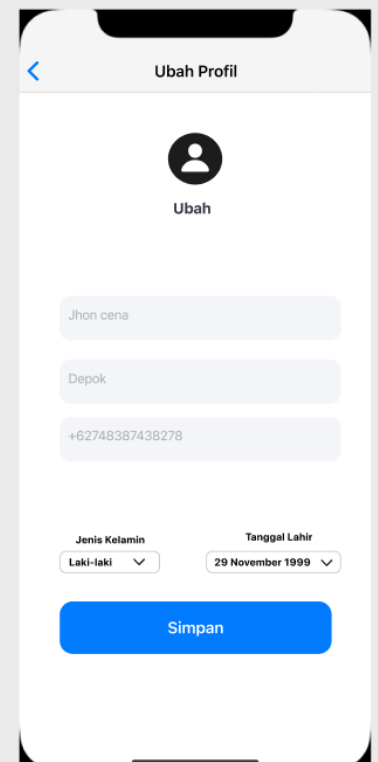 Ubah Profil
Ubah
Jhon cena
Depok
+62748387438278
Jenis Kelamin
Tanggal Lahir
Laki-laki
29 November 1999
Simpan